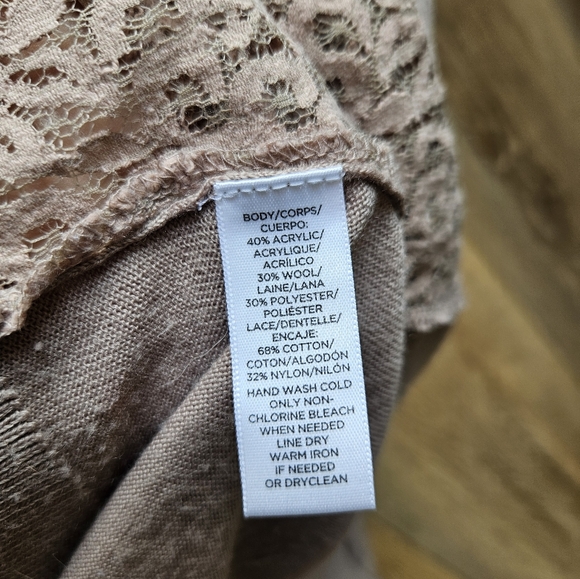 BODY/CORPS/
CUERPO:
40% ACRYLIC/
ACRYLIQUE/
ACRÍLICO
30% WOOL/
LAINE/LANA
30% POLYESTER/
POLIÉSTER
LACE/DENTELLE/
ENCAJE:
68% COTTON/
COTON/ALGODÓN
32% NYLON/NILÓN
HAND WASH COLD
ONLY NON-
CHLORINE BLEACH
WHEN NEEDED
LINE DRY
WARM IRON
IF NEEDED
OR DRYCLEAN